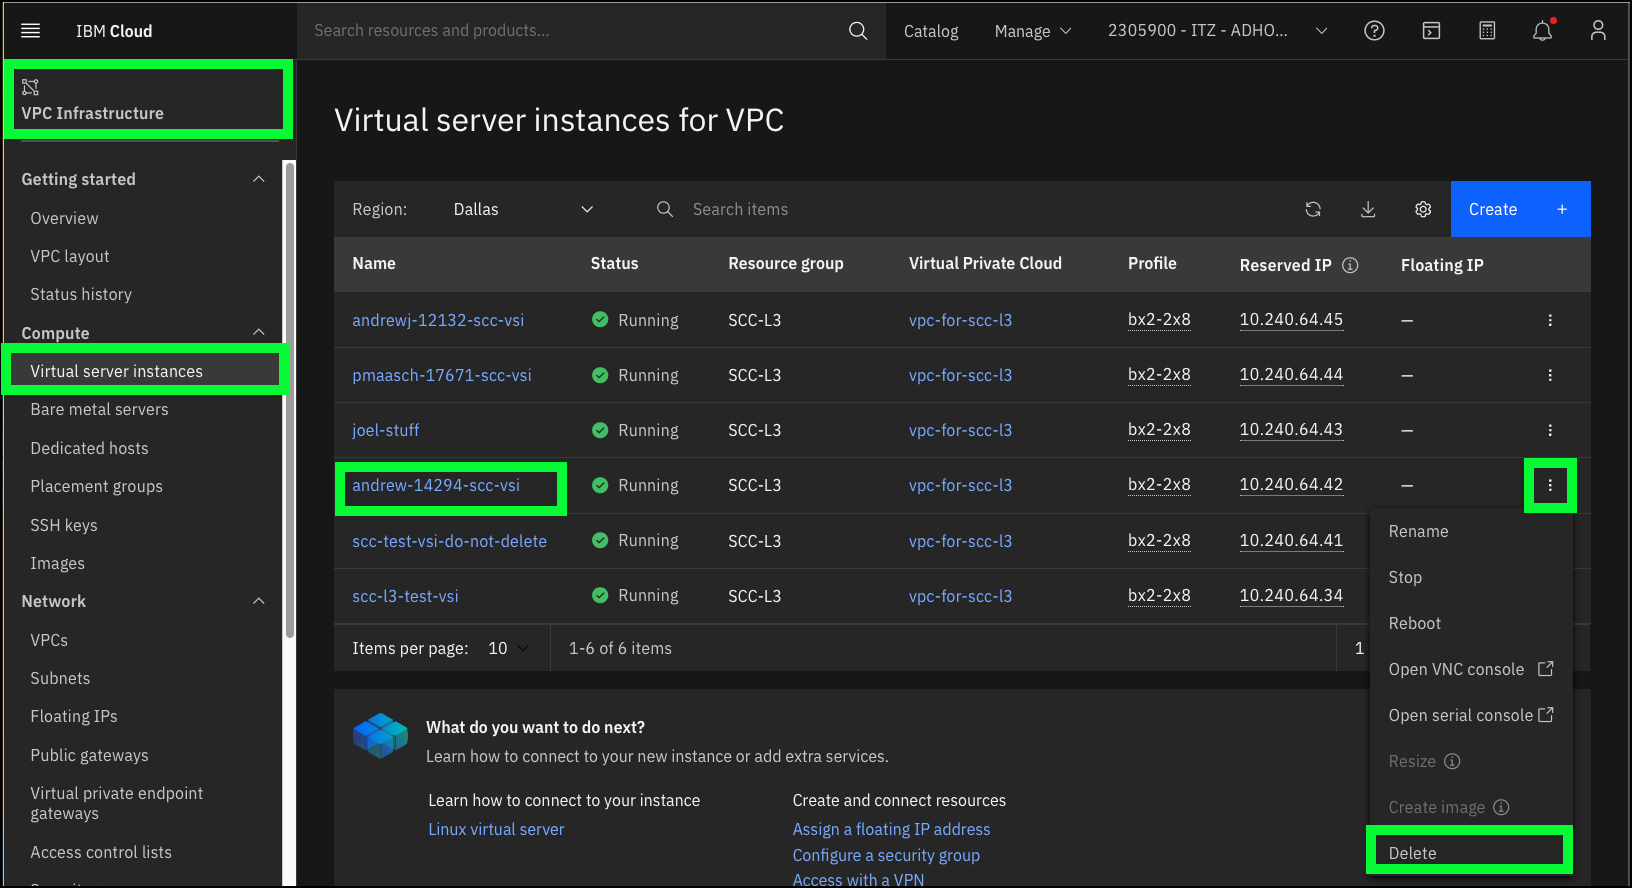 IBM Cloud
Search resources and products...
Catalog
Manage
2305900 - ITZ - ADHO...
VPC Infrastructure
Getting started
Overview
VPC layout
Status history
Compute
Virtual server instances
Bare metal servers
Dedicated hosts
Placement groups
SSH keys
Images
Network
VPCs
Subnets
Floating IPs
Public gateways
Virtual private endpoint
gateways
Access control lists
Virtual server instances for VPC
Region: Dallas
Search items
Create +
Name Status Resource group Virtual Private Cloud Profile Reserved IP Floating IP
andrewj-12132-scc-vsi Running SCC-L3 vpc-for-scc-l3 bx2-2x8 10.240.64.45 –
pmaasch-17671-scc-vsi Running SCC-L3 vpc-for-scc-l3 bx2-2x8 10.240.64.44 –
joel-stuff Running SCC-L3 vpc-for-scc-l3 bx2-2x8 10.240.64.43 –
andrew-14294-scc-vsi Running SCC-L3 vpc-for-scc-l3 bx2-2x8 10.240.64.42 –
scc-test-vsi-do-not-delete Running SCC-L3 vpc-for-scc-l3 bx2-2x8 10.240.64.41
scc-l3-test-vsi Running SCC-L3 vpc-for-scc-l3 bx2-2x8 10.240.64.34
Items per page: 10 1-6 of 6 items 1
Rename
Stop
Reboot
Open VNC console
Open serial console
Resize
Create image
Delete
What do you want to do next?
Learn how to connect to your new instance or add extra services.
Learn how to connect to your instance
Linux virtual server
Create and connect resources
Assign a floating IP address
Configure a security group
Access with a VPN